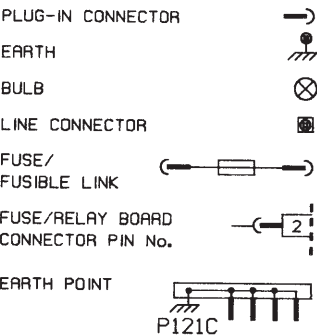 PLUG-IN CONNECTOR
EARTH
BULB
LINE CONNECTOR
FUSE/
FUSIBLE LINK
FUSE/RELAY BOARD
CONNECTOR PIN No.
2
EARTH POINT
P121C